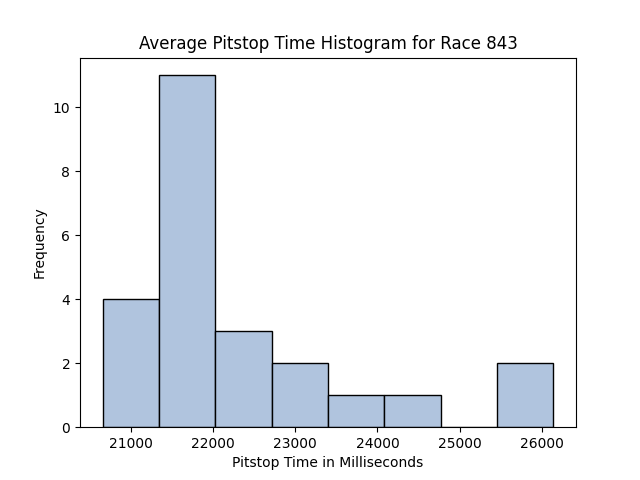 Average Pitstop Time Histogram for Race 843
10
8
6
4
2
0
Frequency
21000 22000 23000 24000 25000 26000
Pitstop Time in Milliseconds